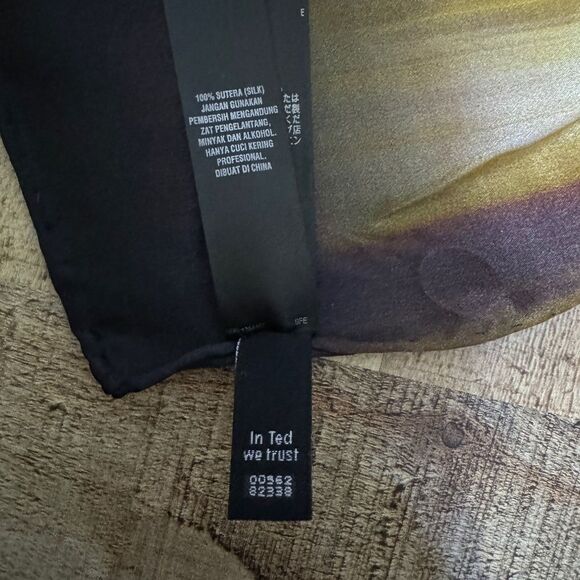 E
100% SUTERA (SILK)
JANGAN GUNAKAN
PEMBERSIH MENGANDUNG
ZAT PENGELANTANG,
MINYAK DAN ALKOHOL.
HANYA CUCI KERING
PROFESIONAL.
DIBUAT DI CHINA
In Ted
we trust
00562
82338